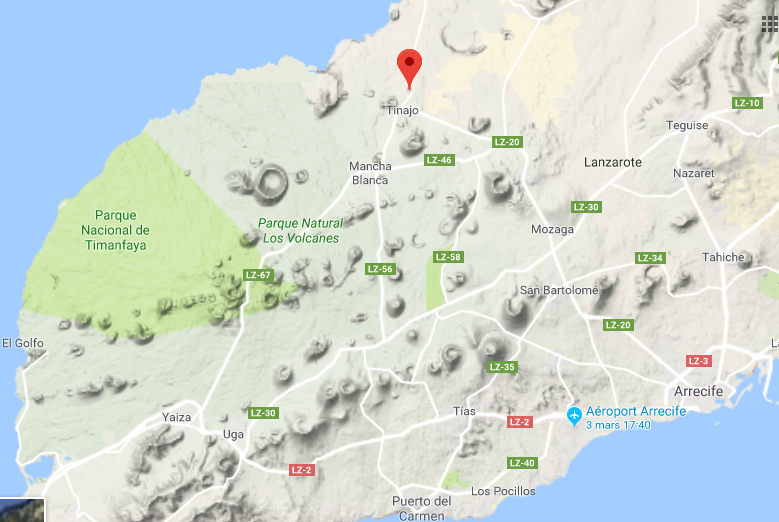 LZ-10
Tinajo
Teguise
LZ-20
LZ-46
Mancha
Blanca
Lanzarote
Nazaret
LZ-30
Parque
Nacional de
Timanfaya
Parque Natural
Los Volcanes
Mozaga
LZ-58
LZ-34
Tahiche
LZ-56
LZ-67
San Bartolomé
LZ-20
El Golfo
LZ-3
LZ-35
Arrecife
Yaiza
LZ-30
Tías
LZ-2
Aéroport Arrecife
3 mars 17:40
Uga
LZ-2
LZ-40
Los Pocillos
Puerto del
Carmen